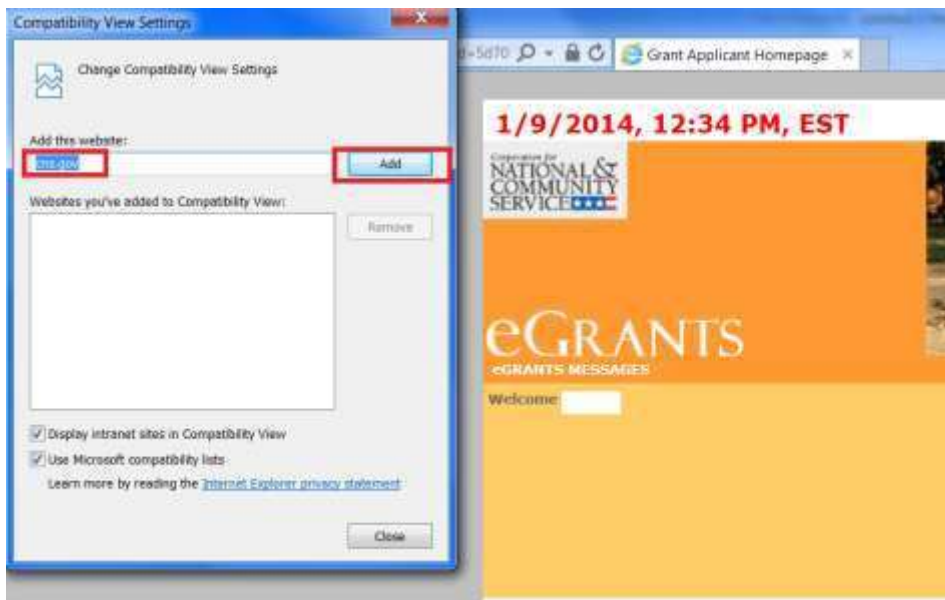 Compatibility View Settings
Change Compatibility View Settings
Add this website:
cns.gov
Add
Websites you've added to Compatibility View:
Remove
Display intranet sites in Compatibility View
Use Microsoft compatibility lists
Learn more by reading the Internet Explorer privacy statement
Close
d=5d70
Grant Applicant Homepage
1/9/2014, 12:34 PM, EST
Corporation for
NATIONAL &
COMMUNITY
SERVICE
eGRANTS
eGRANTS MESSAGES
Welcome